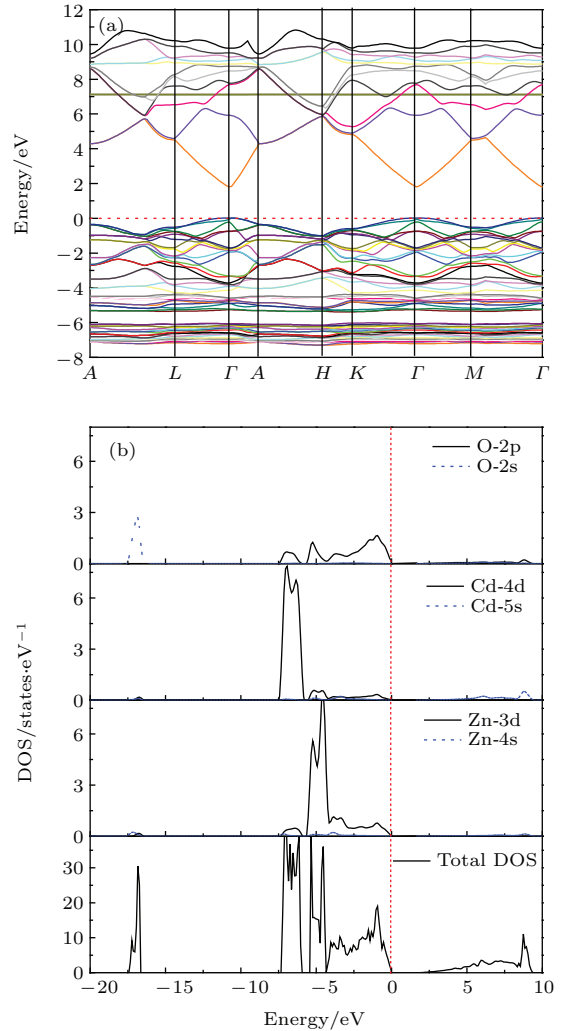 (a)
12
10
8
6
4
2
0
−2
−4
−6
−8
Energy/eV
A L Γ A H K Γ M Γ
(b)
O-2p
O-2s
6
3
0
Cd-4d
Cd-5s
6
3
0
Zn-3d
Zn-4s
6
3
0
Total DOS
30
20
10
0
DOS/states·eV⁻¹
−20 −15 −10 −5 0 5 10
Energy/eV